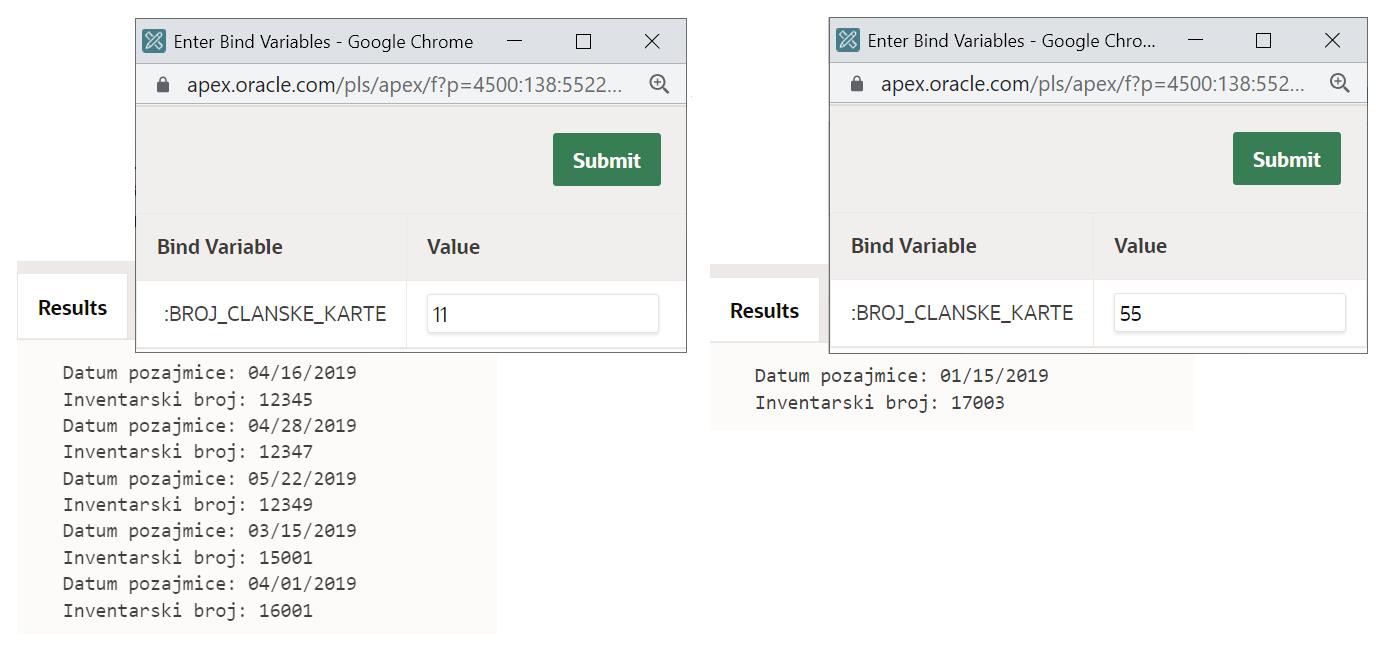 Enter Bind Variables - Google Chrome
apex.oracle.com/pls/apex/f?p=4500:138:5522...
Submit
Bind Variable Value
:BROJ_CLANSKE_KARTE 11
Results
Datum pozajmice: 04/16/2019
Inventarski broj: 12345
Datum pozajmice: 04/28/2019
Inventarski broj: 12347
Datum pozajmice: 05/22/2019
Inventarski broj: 12349
Datum pozajmice: 03/15/2019
Inventarski broj: 15001
Datum pozajmice: 04/01/2019
Inventarski broj: 16001
Enter Bind Variables - Google Chro...
apex.oracle.com/pls/apex/f?p=4500:138:552...
Submit
Bind Variable Value
:BROJ_CLANSKE_KARTE 55
Results
Datum pozajmice: 01/15/2019
Inventarski broj: 17003